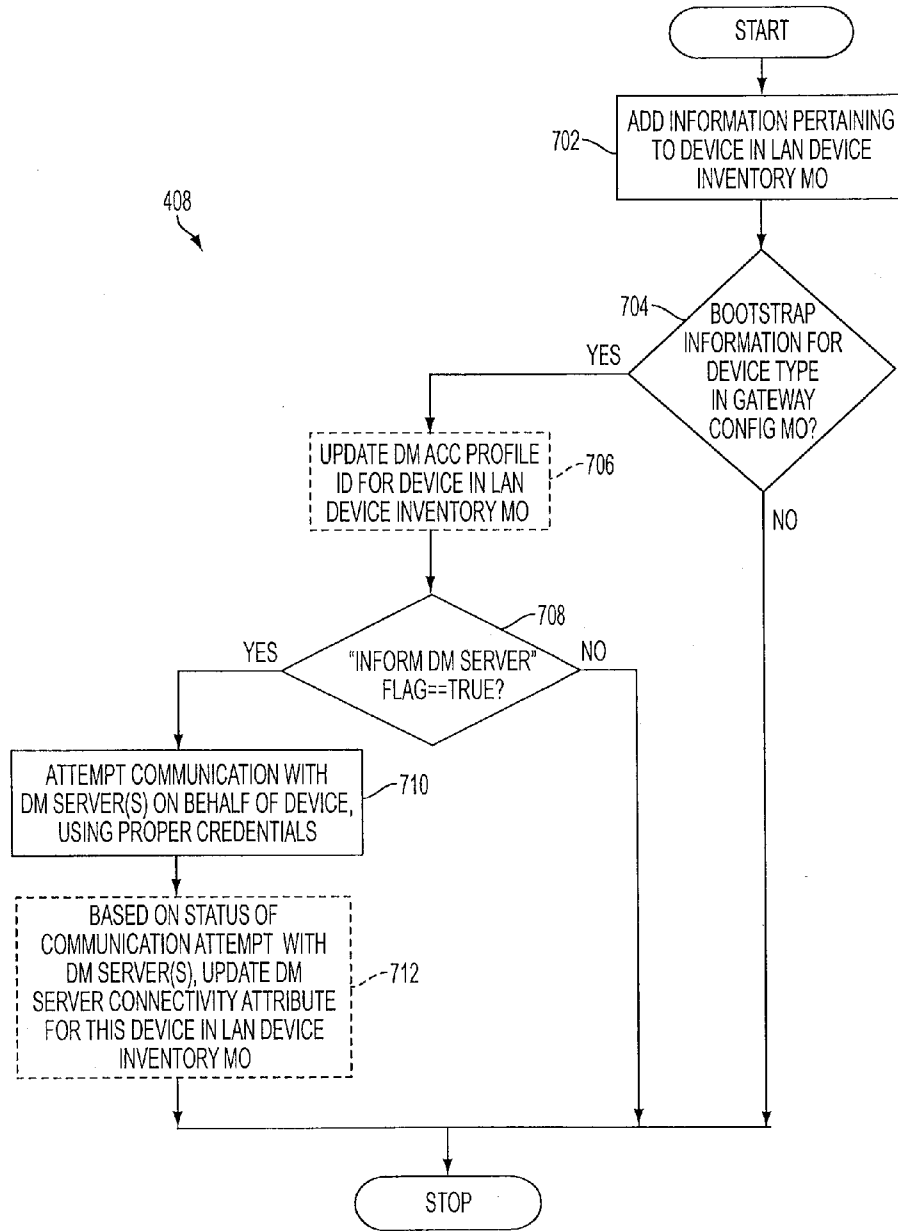 START
702
ADD INFORMATION PERTAINING
TO DEVICE IN LAN DEVICE
INVENTORY MO
408
704
BOOTSTRAP
INFORMATION FOR
DEVICE TYPE
IN GATEWAY
CONFIG MO?
YES
NO
UPDATE DM ACC PROFILE
ID FOR DEVICE IN LAN
DEVICE INVENTORY MO
706
708
"INFORM DM SERVER"
FLAG==TRUE?
YES
NO
ATTEMPT COMMUNICATION WITH
DM SERVER(S) ON BEHALF OF DEVICE,
USING PROPER CREDENTIALS
710
BASED ON STATUS OF
COMMUNICATION ATTEMPT WITH
DM SERVER(S), UPDATE DM
SERVER CONNECTIVITY ATTRIBUTE
FOR THIS DEVICE IN LAN DEVICE
INVENTORY MO
712
STOP